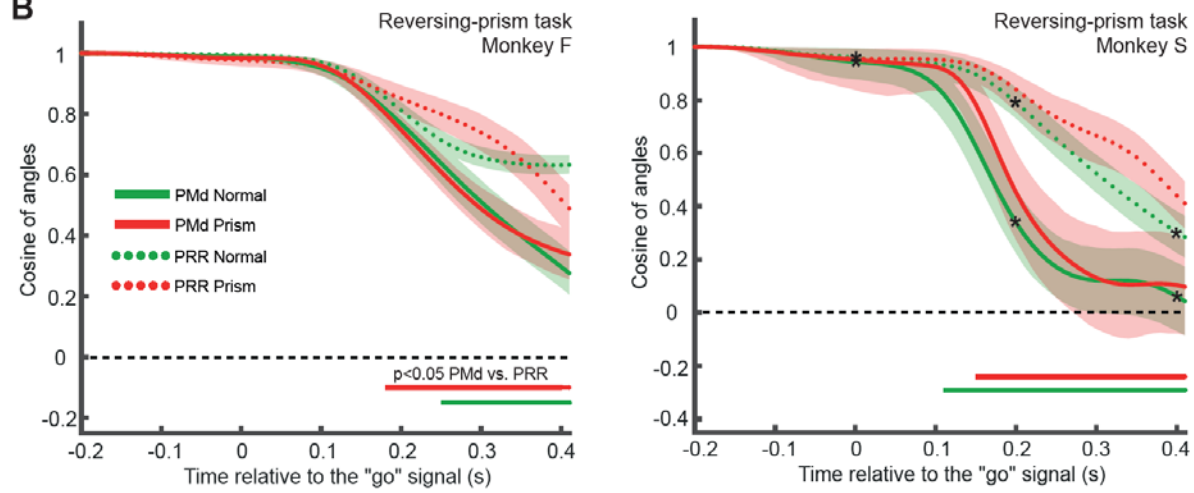 B
Reversing-prism task
Monkey F
Cosine of angles
1
0.8
0.6
0.4
0.2
0
-0.2
PMd Normal
PMd Prism
PRR Normal
PRR Prism
p<0.05 PMd vs. PRR
-0.2 -0.1 0 0.1 0.2 0.3 0.4
Time relative to the "go" signal (s)
Reversing-prism task
Monkey S
Cosine of angles
1
0.8
0.6
0.4
0.2
0
-0.2
-0.4
* * * * *
-0.2 -0.1 0 0.1 0.2 0.3 0.4
Time relative to the "go" signal (s)